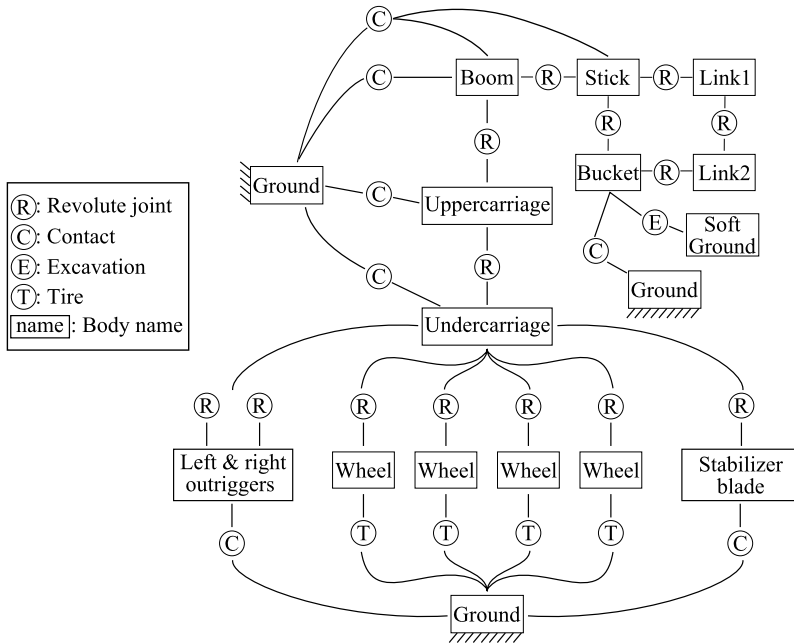 C
C
Boom
R
Stick
R
Link1
R
R
R
Ground
C
Uppercarriage
Bucket
R
Link2
R
C
E
Soft
Ground
C
Ground
R: Revolute joint
C: Contact
E: Excavation
T: Tire
name: Body name
Undercarriage
R
R
R
R
R
R
R
Left & right
outriggers
Wheel
Wheel
Wheel
Wheel
Stabilizer
blade
C
T
T
T
T
C
Ground